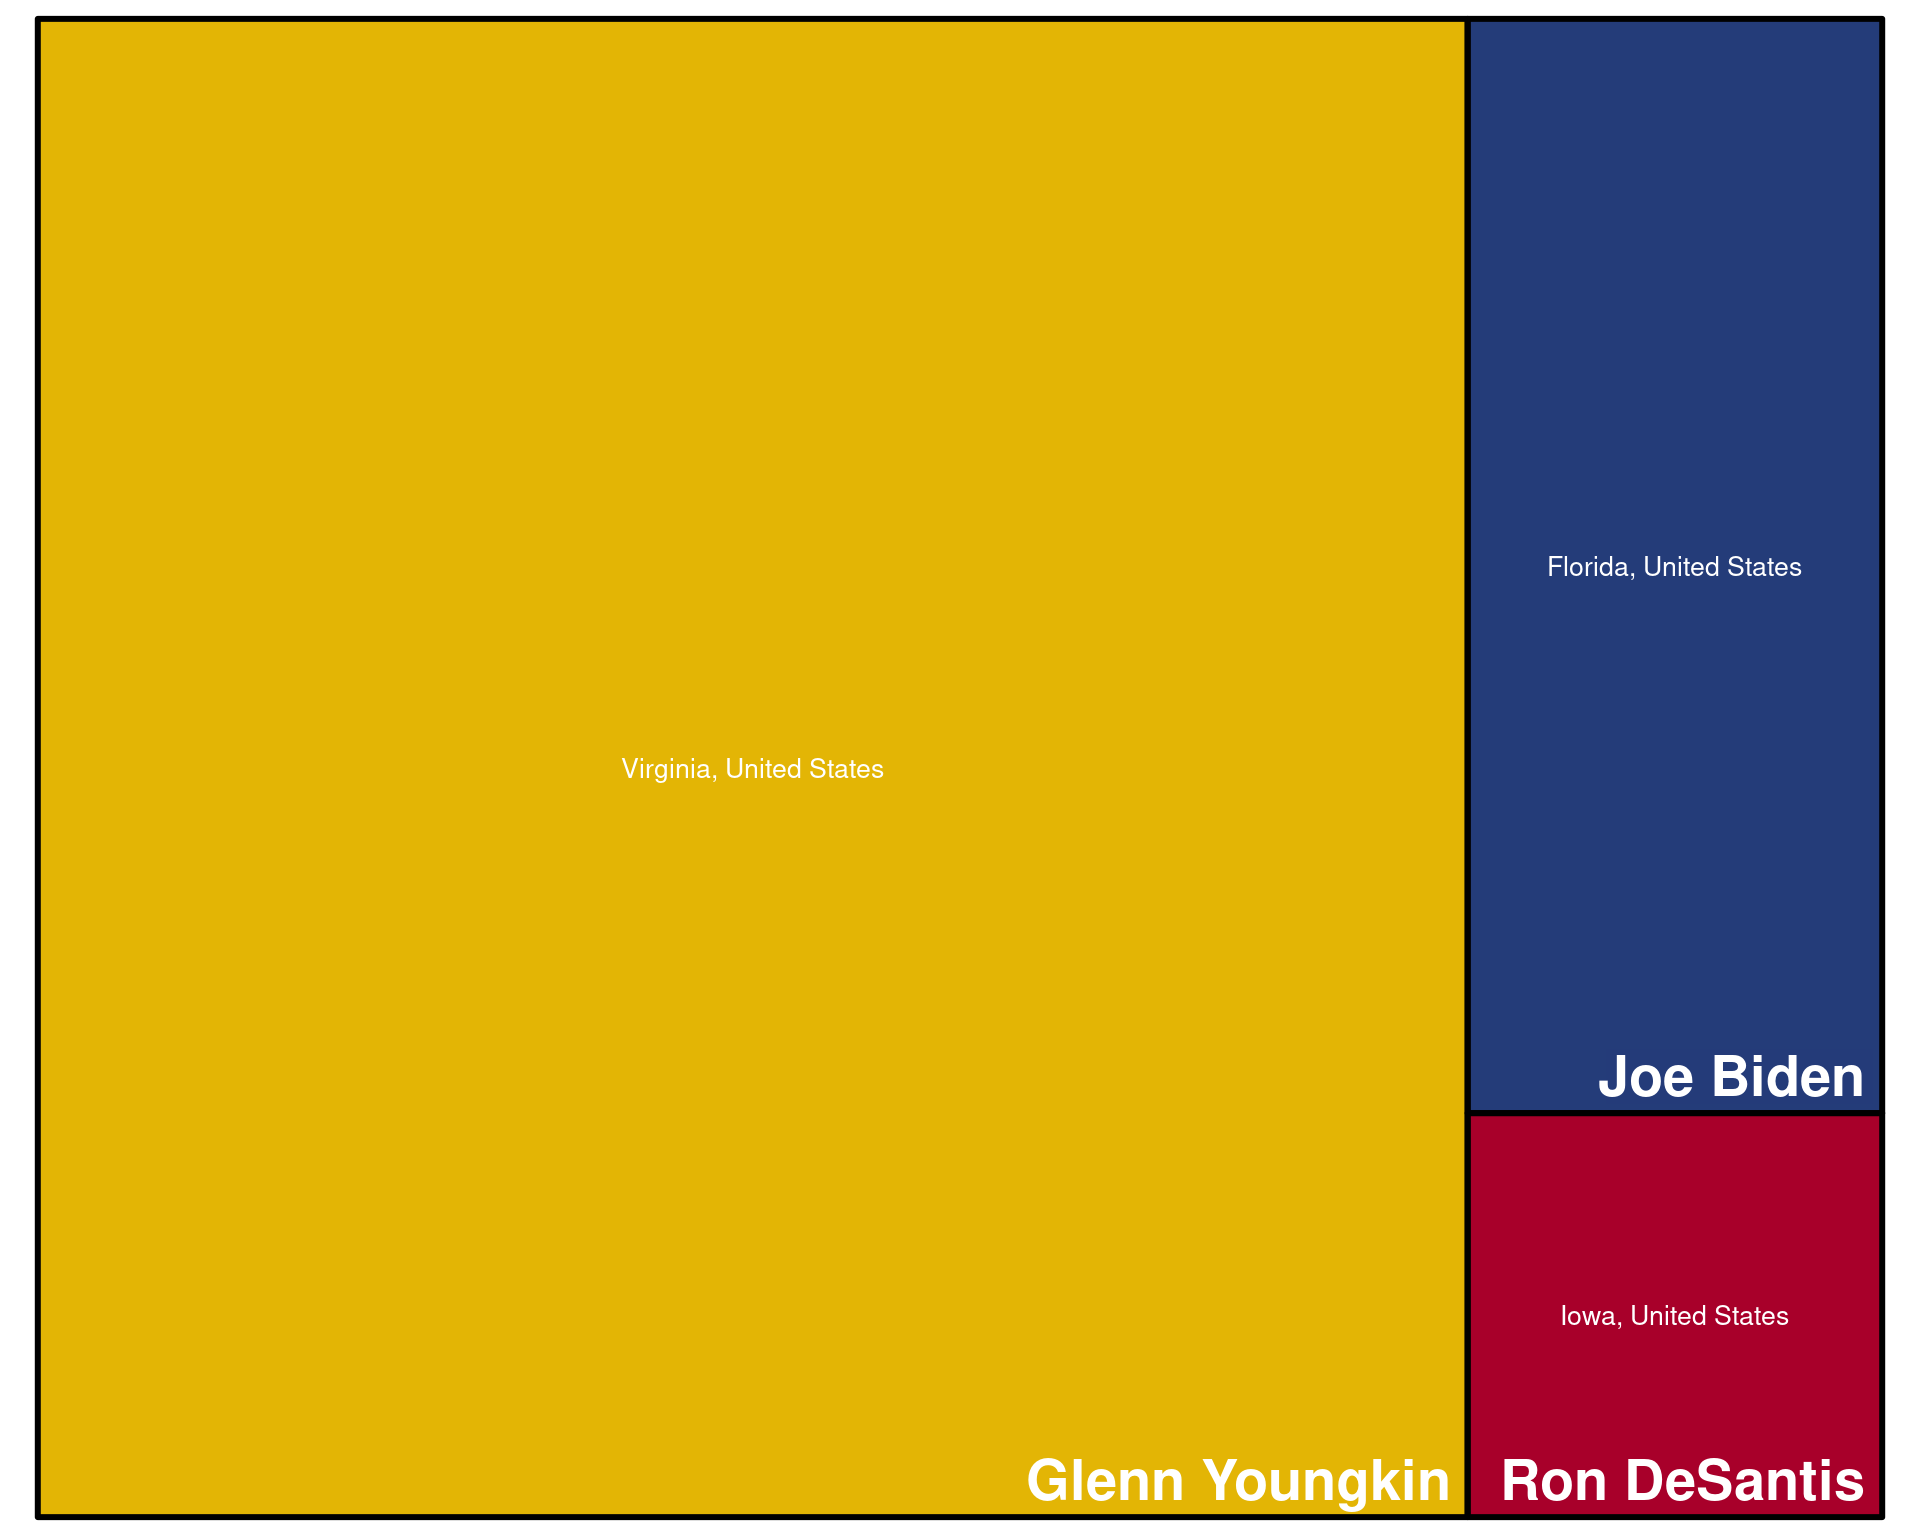 Florida, United States
Virginia, United States
Joe Biden
Iowa, United States
Glenn Youngkin
Ron DeSantis